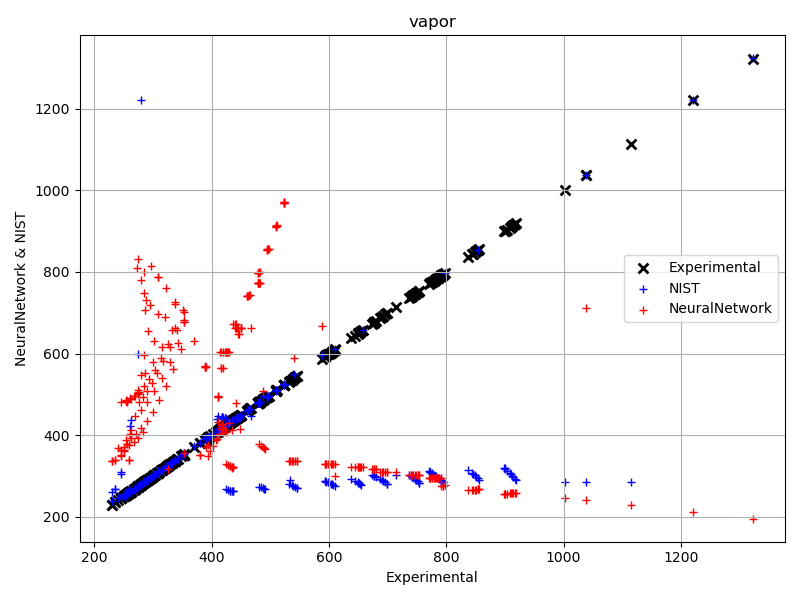 vapor
NeuralNetwork & NIST
1200
1000
800
600
400
200
Experimental
NIST
NeuralNetwork
200 400 600 800 1000 1200
Experimental